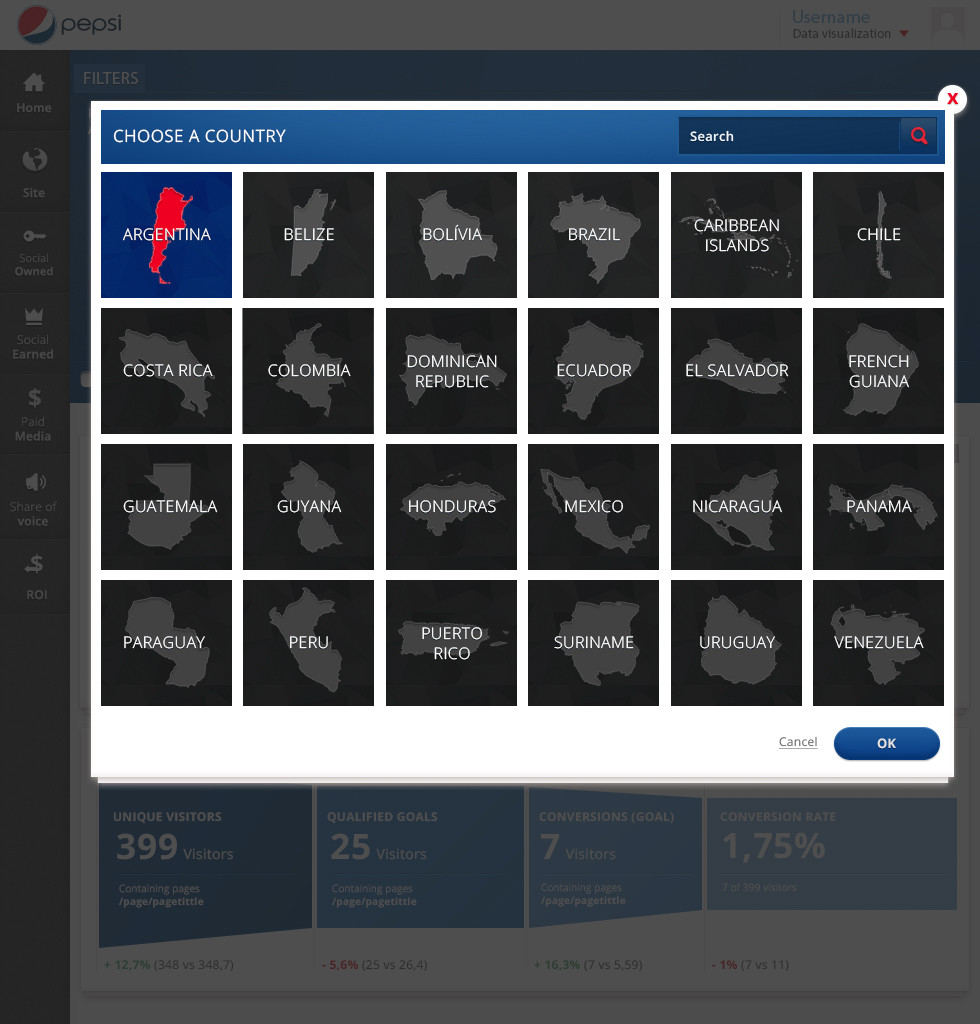 pepsi
Username
Data visualization
FILTERS
Home
Site
Social
Owned
Social
Earned
Paid
Media
Share of
voice
ROI
X
CHOOSE A COUNTRY
Search
ARGENTINA
BELIZE
BOLÍVIA
BRAZIL
CARIBBEAN
ISLANDS
CHILE
COSTA RICA
COLOMBIA
DOMINICAN
REPUBLIC
ECUADOR
EL SALVADOR
FRENCH
GUIANA
GUATEMALA
GUYANA
HONDURAS
MEXICO
NICARAGUA
PANAMA
PARAGUAY
PERU
PUERTO
RICO
SURINAME
URUGUAY
VENEZUELA
Cancel
OK
UNIQUE VISITORS
399 Visitors
Containing pages
/page/pagetittle
+ 12,7% (348 vs 348,7)
QUALIFIED GOALS
25 Visitors
Containing pages
/page/pagetittle
- 5,6% (25 vs 26,4)
CONVERSIONS (GOAL)
7 Visitors
Containing pages
/page/pagetittle
+ 16,3% (7 vs 5,59)
CONVERSION RATE
1,75%
7 of 399 visitors
- 1% (7 vs 11)